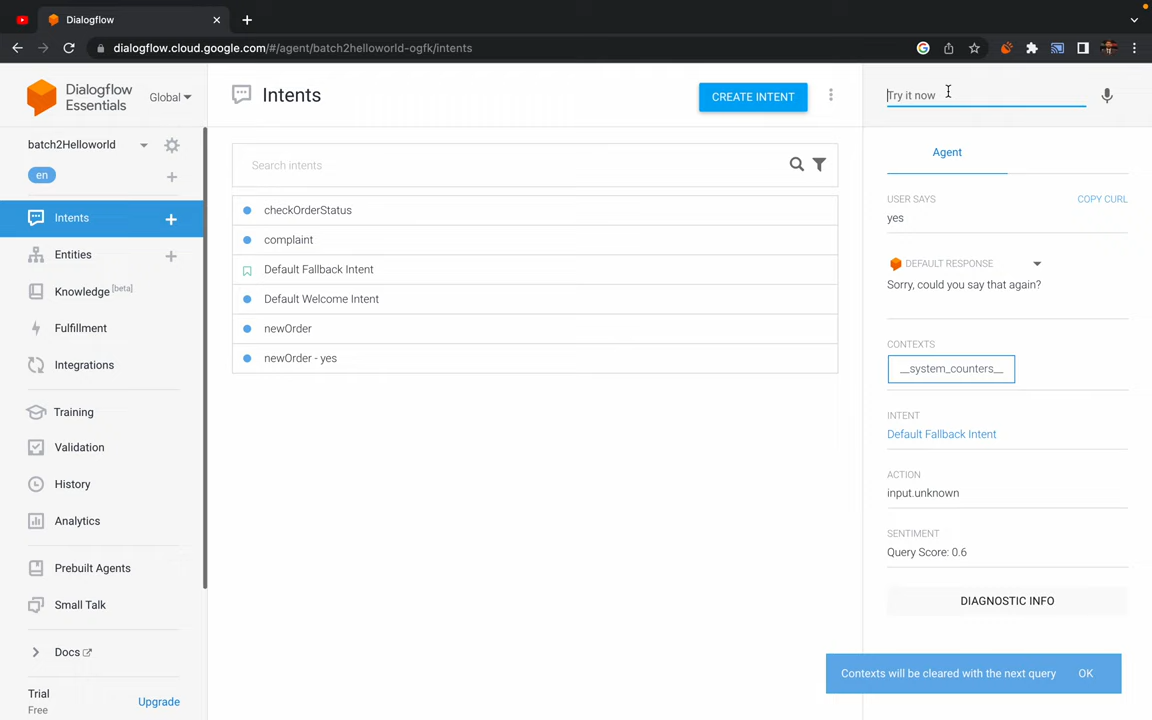 Dialogflow
dialogflow.cloud.google.com/#/agent/batch2helloworld-ogfk/intents
Dialogflow
Essentials
Global
batch2Helloworld
en
Intents
Entities
Knowledge [beta]
Fulfillment
Integrations
Training
Validation
History
Analytics
Prebuilt Agents
Small Talk
Docs
Trial
Free
Upgrade
Intents
CREATE INTENT
Search intents
checkOrderStatus
complaint
Default Fallback Intent
Default Welcome Intent
newOrder
newOrder - yes
Try it now
Agent
USER SAYS
COPY CURL
yes
DEFAULT RESPONSE
Sorry, could you say that again?
CONTEXTS
__system_counters__
INTENT
Default Fallback Intent
ACTION
input.unknown
SENTIMENT
Query Score: 0.6
DIAGNOSTIC INFO
Contexts will be cleared with the next query OK